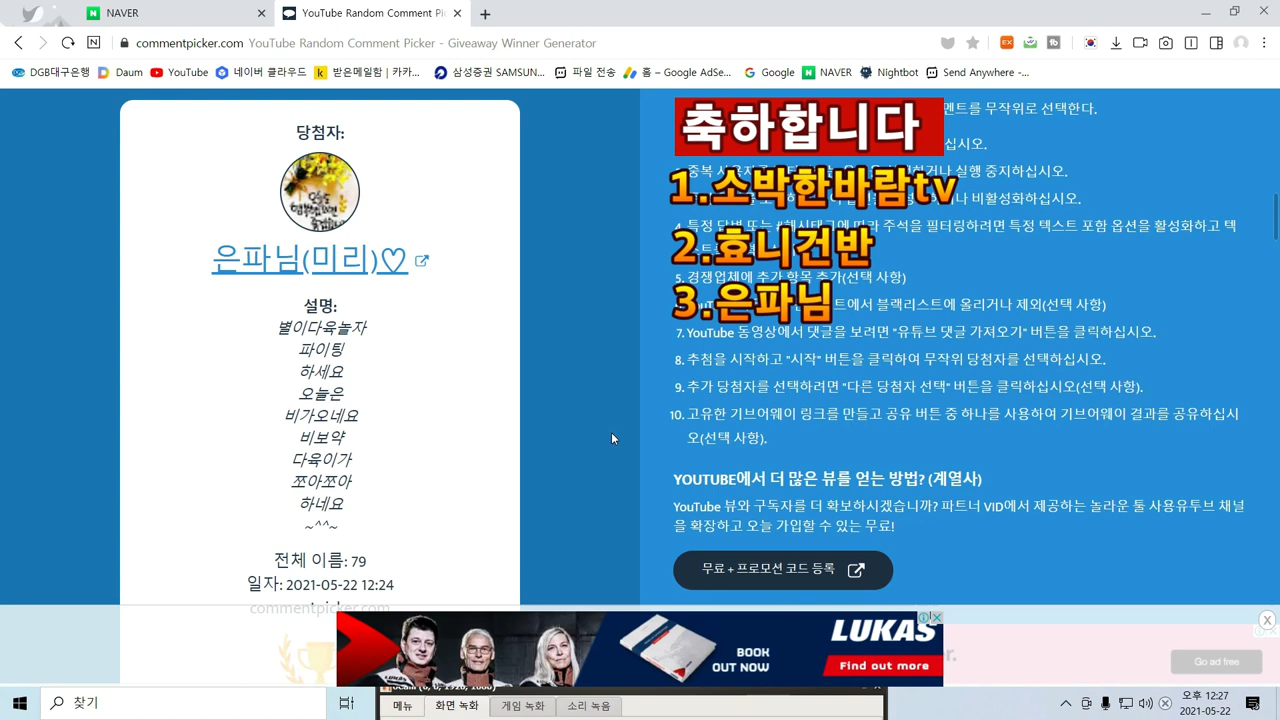 NAVER
YouTube Random Comment Pic
commentpicker.com YouTube Random Comment Picker - Giveaway Winner Generator
DGB대구은행 Daum YouTube 네이버 클라우드 받은메일함 | 카카... 삼성증권 SAMSUN... 파일 전송 홈 – Google AdSe... Google NAVER Nightbot Send Anywhere -...
당첨자:
은파님(미리)♡
설명:
별이다육놀자
파이팅
하세요
오늘은
비가오네요
비보약
다육이가
쪼아쪼아
하네요
~^^~
전체 이름: 79
일자: 2021-05-22 12:24
commentpicker.com
축하합니다
1.소박한바람tv
2.효니건반
3.은파님
멘트를 무작위로 선택한다.
십시오.
나 실행 중지하십시오.
나 비활성화하십시오.
4. 특정 답변 또는 #해시태그에 따라 주석을 필터링하려면 특정 텍스트 포함 옵션을 활성화하고 텍
5. 경쟁업체에 추가 항목 추가(선택 사항)
트에서 블랙리스트에 올리거나 제외(선택 사항)
7. YouTube 동영상에서 댓글을 보려면 "유튜브 댓글 가져오기" 버튼을 클릭하십시오.
8. 추첨을 시작하고 "시작" 버튼을 클릭하여 무작위 당첨자를 선택하십시오.
9. 추가 당첨자를 선택하려면 "다른 당첨자 선택" 버튼을 클릭하십시오(선택 사항).
10. 고유한 기브어웨이 링크를 만들고 공유 버튼 중 하나를 사용하여 기브어웨이 결과를 공유하십시
오(선택 사항).
YOUTUBE에서 더 많은 뷰를 얻는 방법? (계열사)
YouTube 뷰와 구독자를 더 확보하시겠습니까? 파트너 VID에서 제공하는 놀라운 툴 사용유투브 채널
을 확장하고 오늘 가입할 수 있는 무료!
무료 + 프로모션 코드 등록
BOOK
OUT NOW
LUKAS
Find out more
Go ad free
찾기
메뉴 화면 녹화 게임 녹화 소리 녹음
오후 12:27
2021-05-22